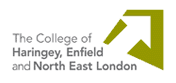 The College of
Haringey, Enfield
and North East London